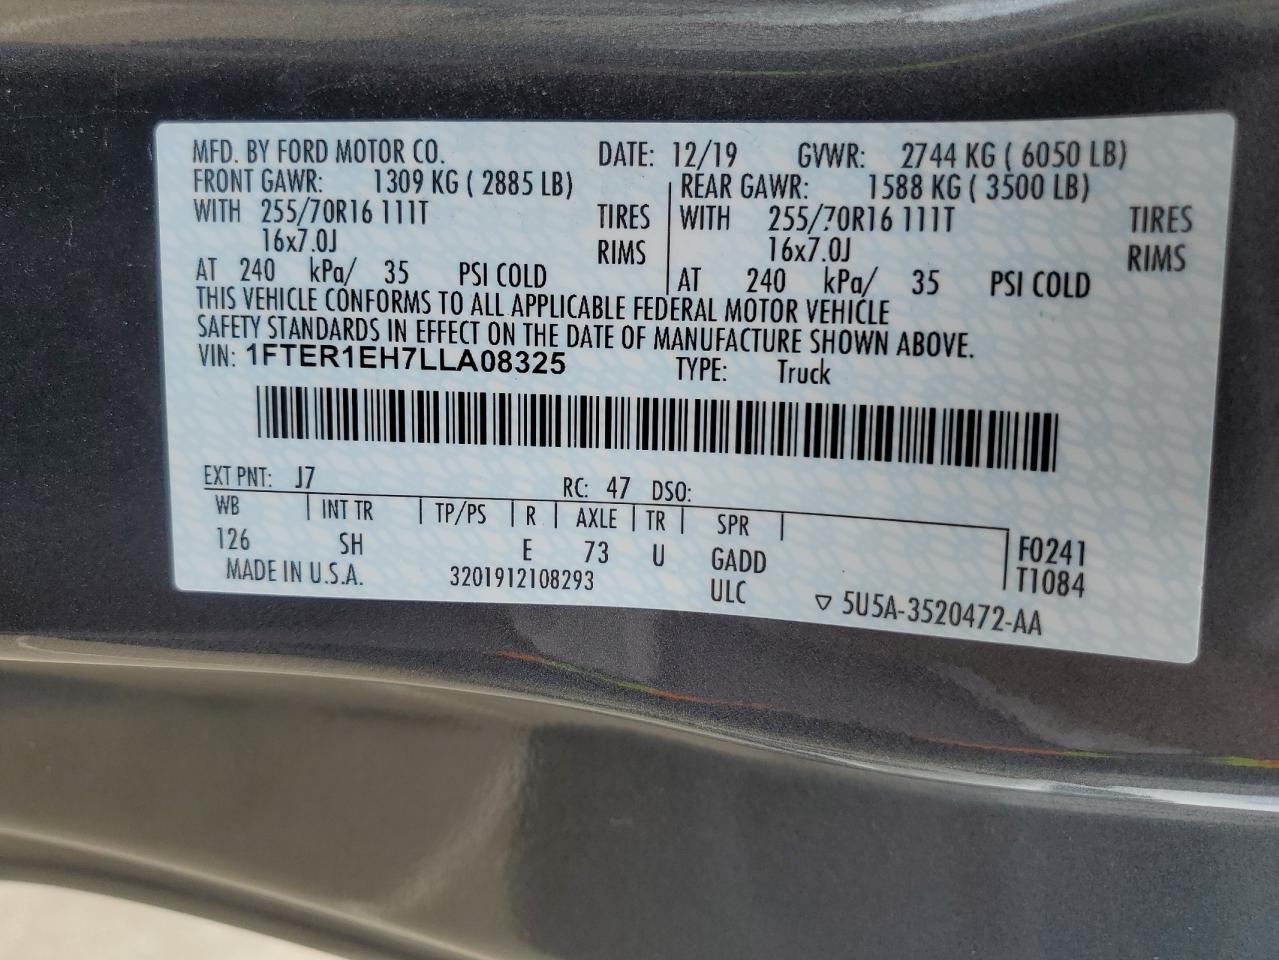 MFD. BY FORD MOTOR CO. DATE: 12/19 GVWR: 2744 KG ( 6050 LB)
FRONT GAWR: 1309 KG ( 2885 LB) REAR GAWR: 1588 KG ( 3500 LB)
WITH 255/70R16 111T TIRES WITH 255/70R16 111T TIRES
16x7.0J RIMS 16x7.0J RIMS
AT 240 kPa/ 35 PSI COLD AT 240 kPa/ 35 PSI COLD
THIS VEHICLE CONFORMS TO ALL APPLICABLE FEDERAL MOTOR VEHICLE
SAFETY STANDARDS IN EFFECT ON THE DATE OF MANUFACTURE SHOWN ABOVE.
VIN: 1FTER1EH7LLA08325 TYPE: Truck
EXT PNT: J7 RC: 47 DSO:
WB INT TR TP/PS R AXLE TR SPR
126 SH E 73 U GADD F0241
MADE IN U.S.A. 3201912108293 ULC T1084
▽ 5U5A-3520472-AA